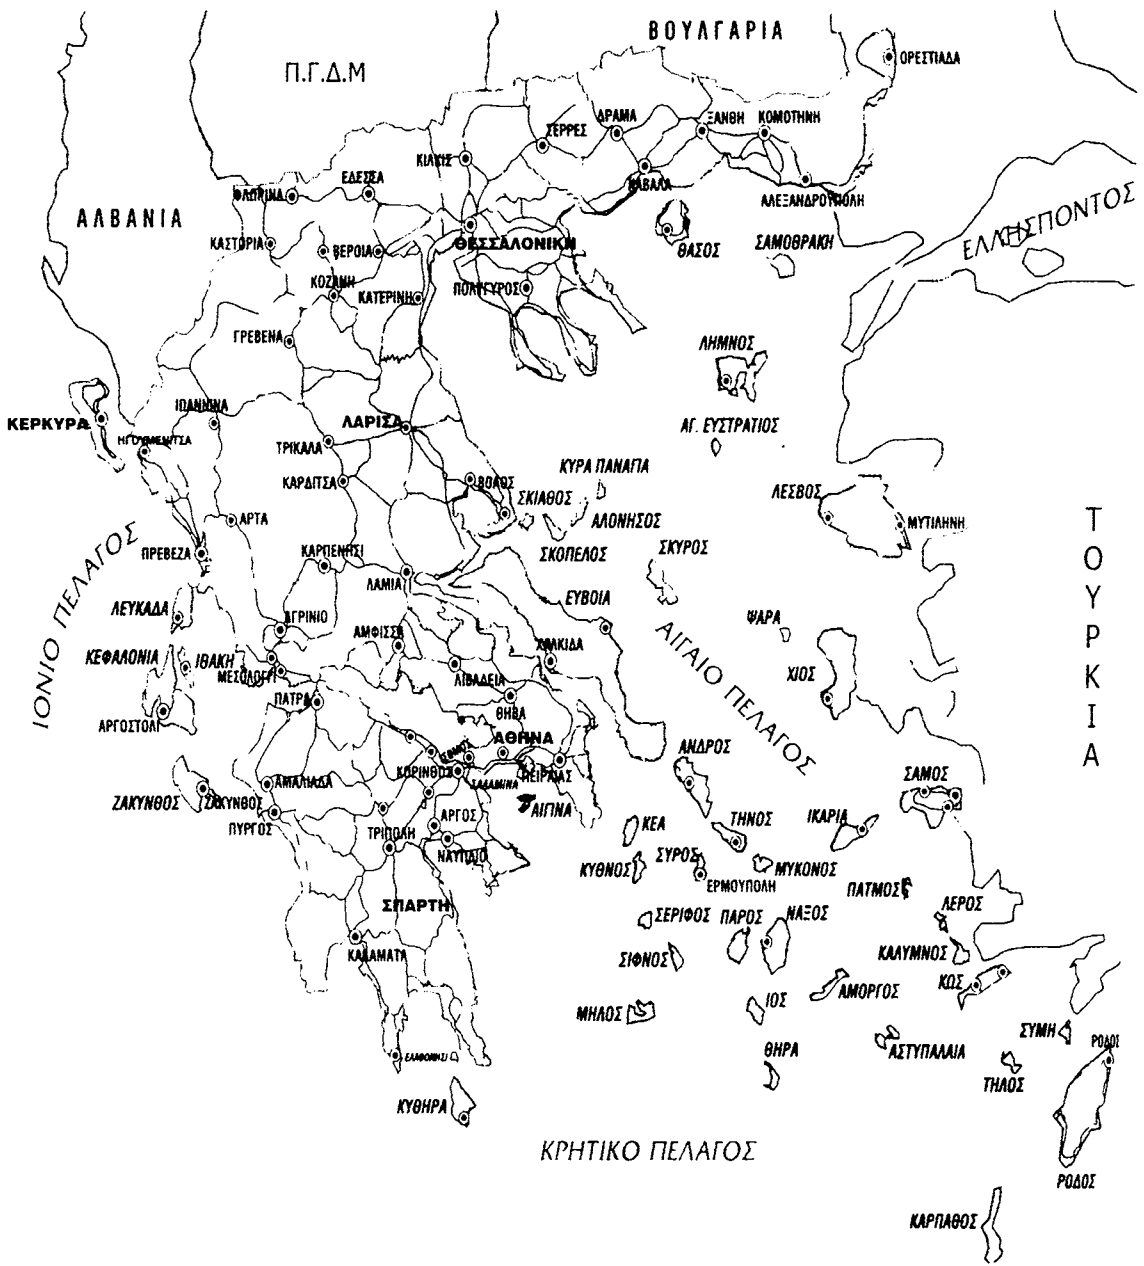 ΒΟΥΛΓΑΡΙΑ
Π.Γ.Δ.Μ
ΟΡΕΣΤΙΑΔΑ
ΔΡΑΜΑ
ΞΑΝΘΗ
ΚΟΜΟΤΗΝΗ
ΣΕΡΡΕΣ
ΚΙΛΚΙΣ
ΕΔΕΣΣΑ
ΚΑΒΑΛΑ
ΦΛΩΡΙΝΑ
ΑΛΕΞΑΝΔΡΟΥΠΟΛΗ
ΑΛΒΑΝΙΑ
ΕΛΛΗΣΠΟΝΤΟΣ
ΚΑΣΤΟΡΙΑ
ΒΕΡΟΙΑ
ΘΕΣΣΑΛΟΝΙΚΗ
ΘΑΣΟΣ
ΣΑΜΟΘΡΑΚΗ
ΚΟΖΑΝΗ
ΚΑΤΕΡΙΝΗ
ΠΟΛΥΓΥΡΟΣ
ΓΡΕΒΕΝΑ
ΛΗΜΝΟΣ
ΙΩΑΝΝΙΝΑ
ΚΕΡΚΥΡΑ
ΛΑΡΙΣΑ
ΑΓ. ΕΥΣΤΡΑΤΙΟΣ
ΗΓΟΥΜΕΝΙΤΣΑ
ΤΡΙΚΑΛΑ
ΚΥΡΑ ΠΑΝΑΓΙΑ
ΚΑΡΔΙΤΣΑ
ΒΟΛΟΣ
ΣΚΙΑΘΟΣ
ΛΕΣΒΟΣ
ΑΡΤΑ
ΑΛΟΝΗΣΟΣ
ΜΥΤΙΛΗΝΗ
ΤΟΥΡΚΙΑ
ΠΡΕΒΕΖΑ
ΚΑΡΠΕΝΗΣΙ
ΣΚΟΠΕΛΟΣ
ΣΚΥΡΟΣ
ΙΟΝΙΟ ΠΕΛΑΓΟΣ
ΛΑΜΙΑ
ΕΥΒΟΙΑ
ΛΕΥΚΑΔΑ
ΑΓΡΙΝΙΟ
ΨΑΡΑ
ΑΜΦΙΣΣΑ
ΑΙΓΑΙΟ ΠΕΛΑΓΟΣ
ΧΑΛΚΙΔΑ
ΚΕΦΑΛΟΝΙΑ
ΙΘΑΚΗ
ΜΕΣΟΛΟΓΓΙ
ΛΙΒΑΔΕΙΑ
ΧΙΟΣ
ΠΑΤΡΑ
ΘΗΒΑ
ΑΡΓΟΣΤΟΛΙ
ΑΘΗΝΑ
ΑΝΔΡΟΣ
ΚΟΡΙΝΘΟΣ
ΣΑΛΑΜΙΝΑ
ΠΕΙΡΑΙΑΣ
ΑΜΑΛΙΑΔΑ
ΣΑΜΟΣ
ΖΑΚΥΝΘΟΣ
ΖΑΚΥΝΘΟΣ
ΑΙΓΙΝΑ
ΠΥΡΓΟΣ
ΑΡΓΟΣ
ΚΕΑ
ΤΗΝΟΣ
ΙΚΑΡΙΑ
ΤΡΙΠΟΛΗ
ΝΑΥΠΛΙΟ
ΣΥΡΟΣ
ΚΥΘΝΟΣ
ΜΥΚΟΝΟΣ
ΕΡΜΟΥΠΟΛΗ
ΠΑΤΜΟΣ
ΣΠΑΡΤΗ
ΣΕΡΙΦΟΣ
ΠΑΡΟΣ
ΝΑΞΟΣ
ΛΕΡΟΣ
ΚΑΛΑΜΑΤΑ
ΣΙΦΝΟΣ
ΚΑΛΥΜΝΟΣ
ΚΩΣ
ΑΜΟΡΓΟΣ
ΜΗΛΟΣ
ΙΟΣ
ΣΥΜΗ
ΡΟΔΟΣ
ΕΛΑΦΟΝΗΣΙ
ΘΗΡΑ
ΑΣΤΥΠΑΛΑΙΑ
ΤΗΛΟΣ
ΚΥΘΗΡΑ
ΚΡΗΤΙΚΟ ΠΕΛΑΓΟΣ
ΡΟΔΟΣ
ΚΑΡΠΑΘΟΣ